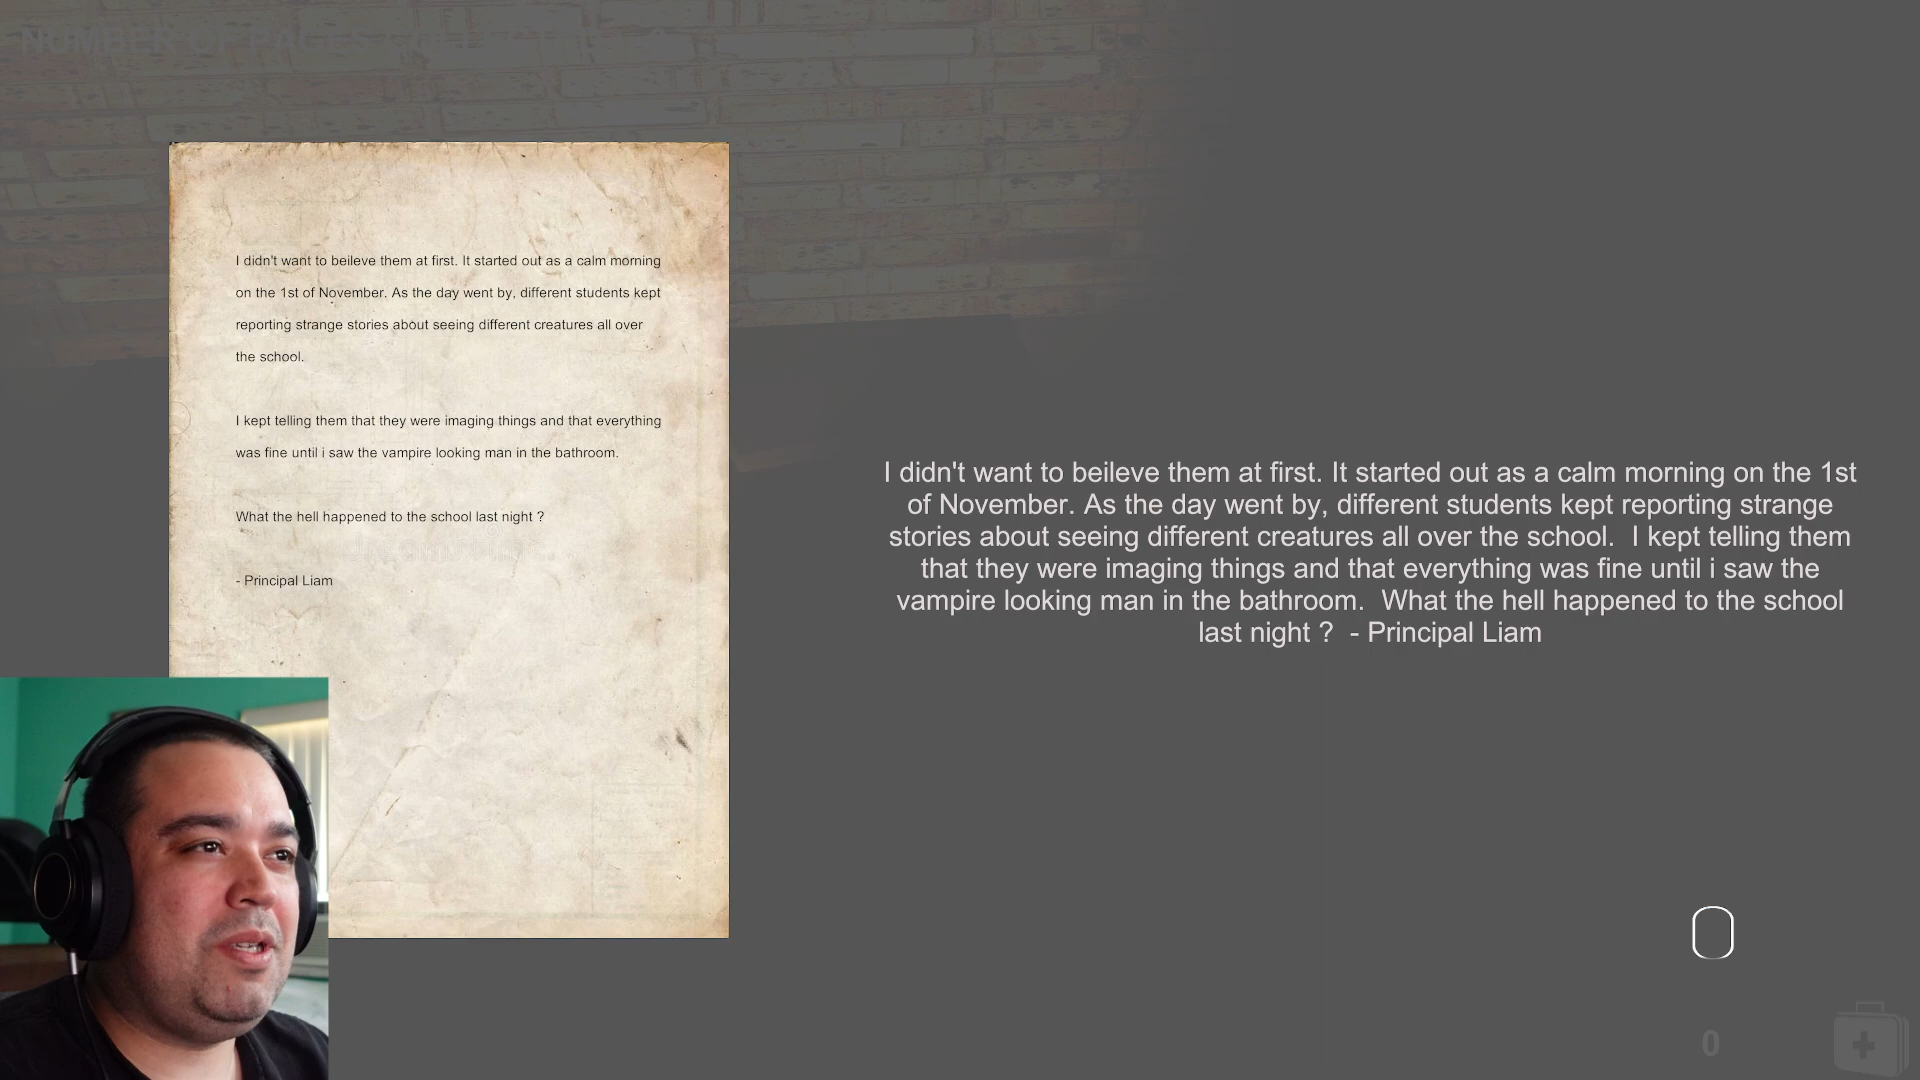 NUMBER OF PAGES COLLECTED
I didn't want to beileve them at first. It started out as a calm morning
on the 1st of November. As the day went by, different students kept
reporting strange stories about seeing different creatures all over
the school.
I kept telling them that they were imaging things and that everything
was fine until i saw the vampire looking man in the bathroom.
What the hell happened to the school last night ?
dreamstime
- Principal Liam
I didn't want to beileve them at first. It started out as a calm morning on the 1st
of November. As the day went by, different students kept reporting strange
stories about seeing different creatures all over the school.  I kept telling them
that they were imaging things and that everything was fine until i saw the
vampire looking man in the bathroom.  What the hell happened to the school
last night ?  - Principal Liam
0